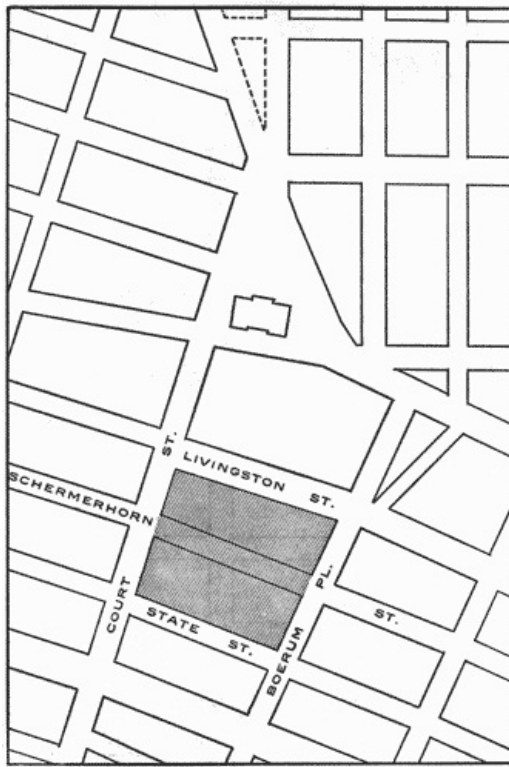 LIVINGSTON ST.
SCHERMERHORN ST.
COURT ST.
STATE ST.
BOERUM PL.